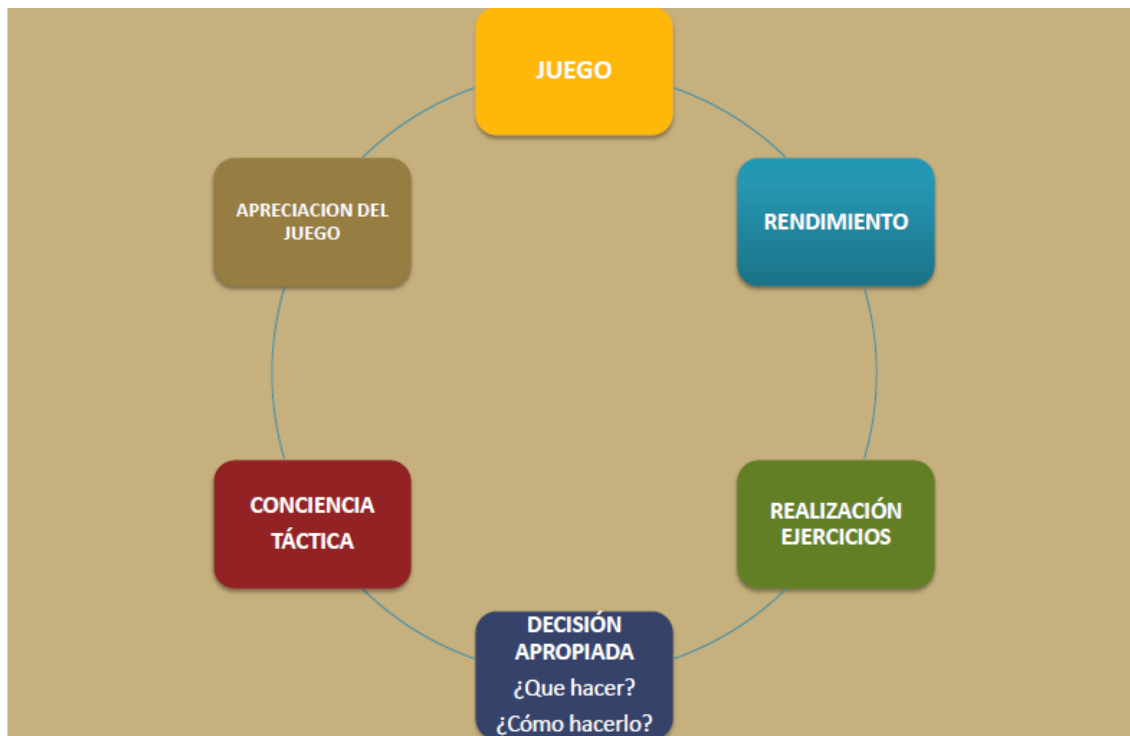 JUEGO
RENDIMIENTO
REALIZACIÓN
EJERCICIOS
DECISIÓN
APROPIADA
¿Que hacer?
¿Cómo hacerlo?
CONCIENCIA
TÁCTICA
APRECIACION DEL
JUEGO